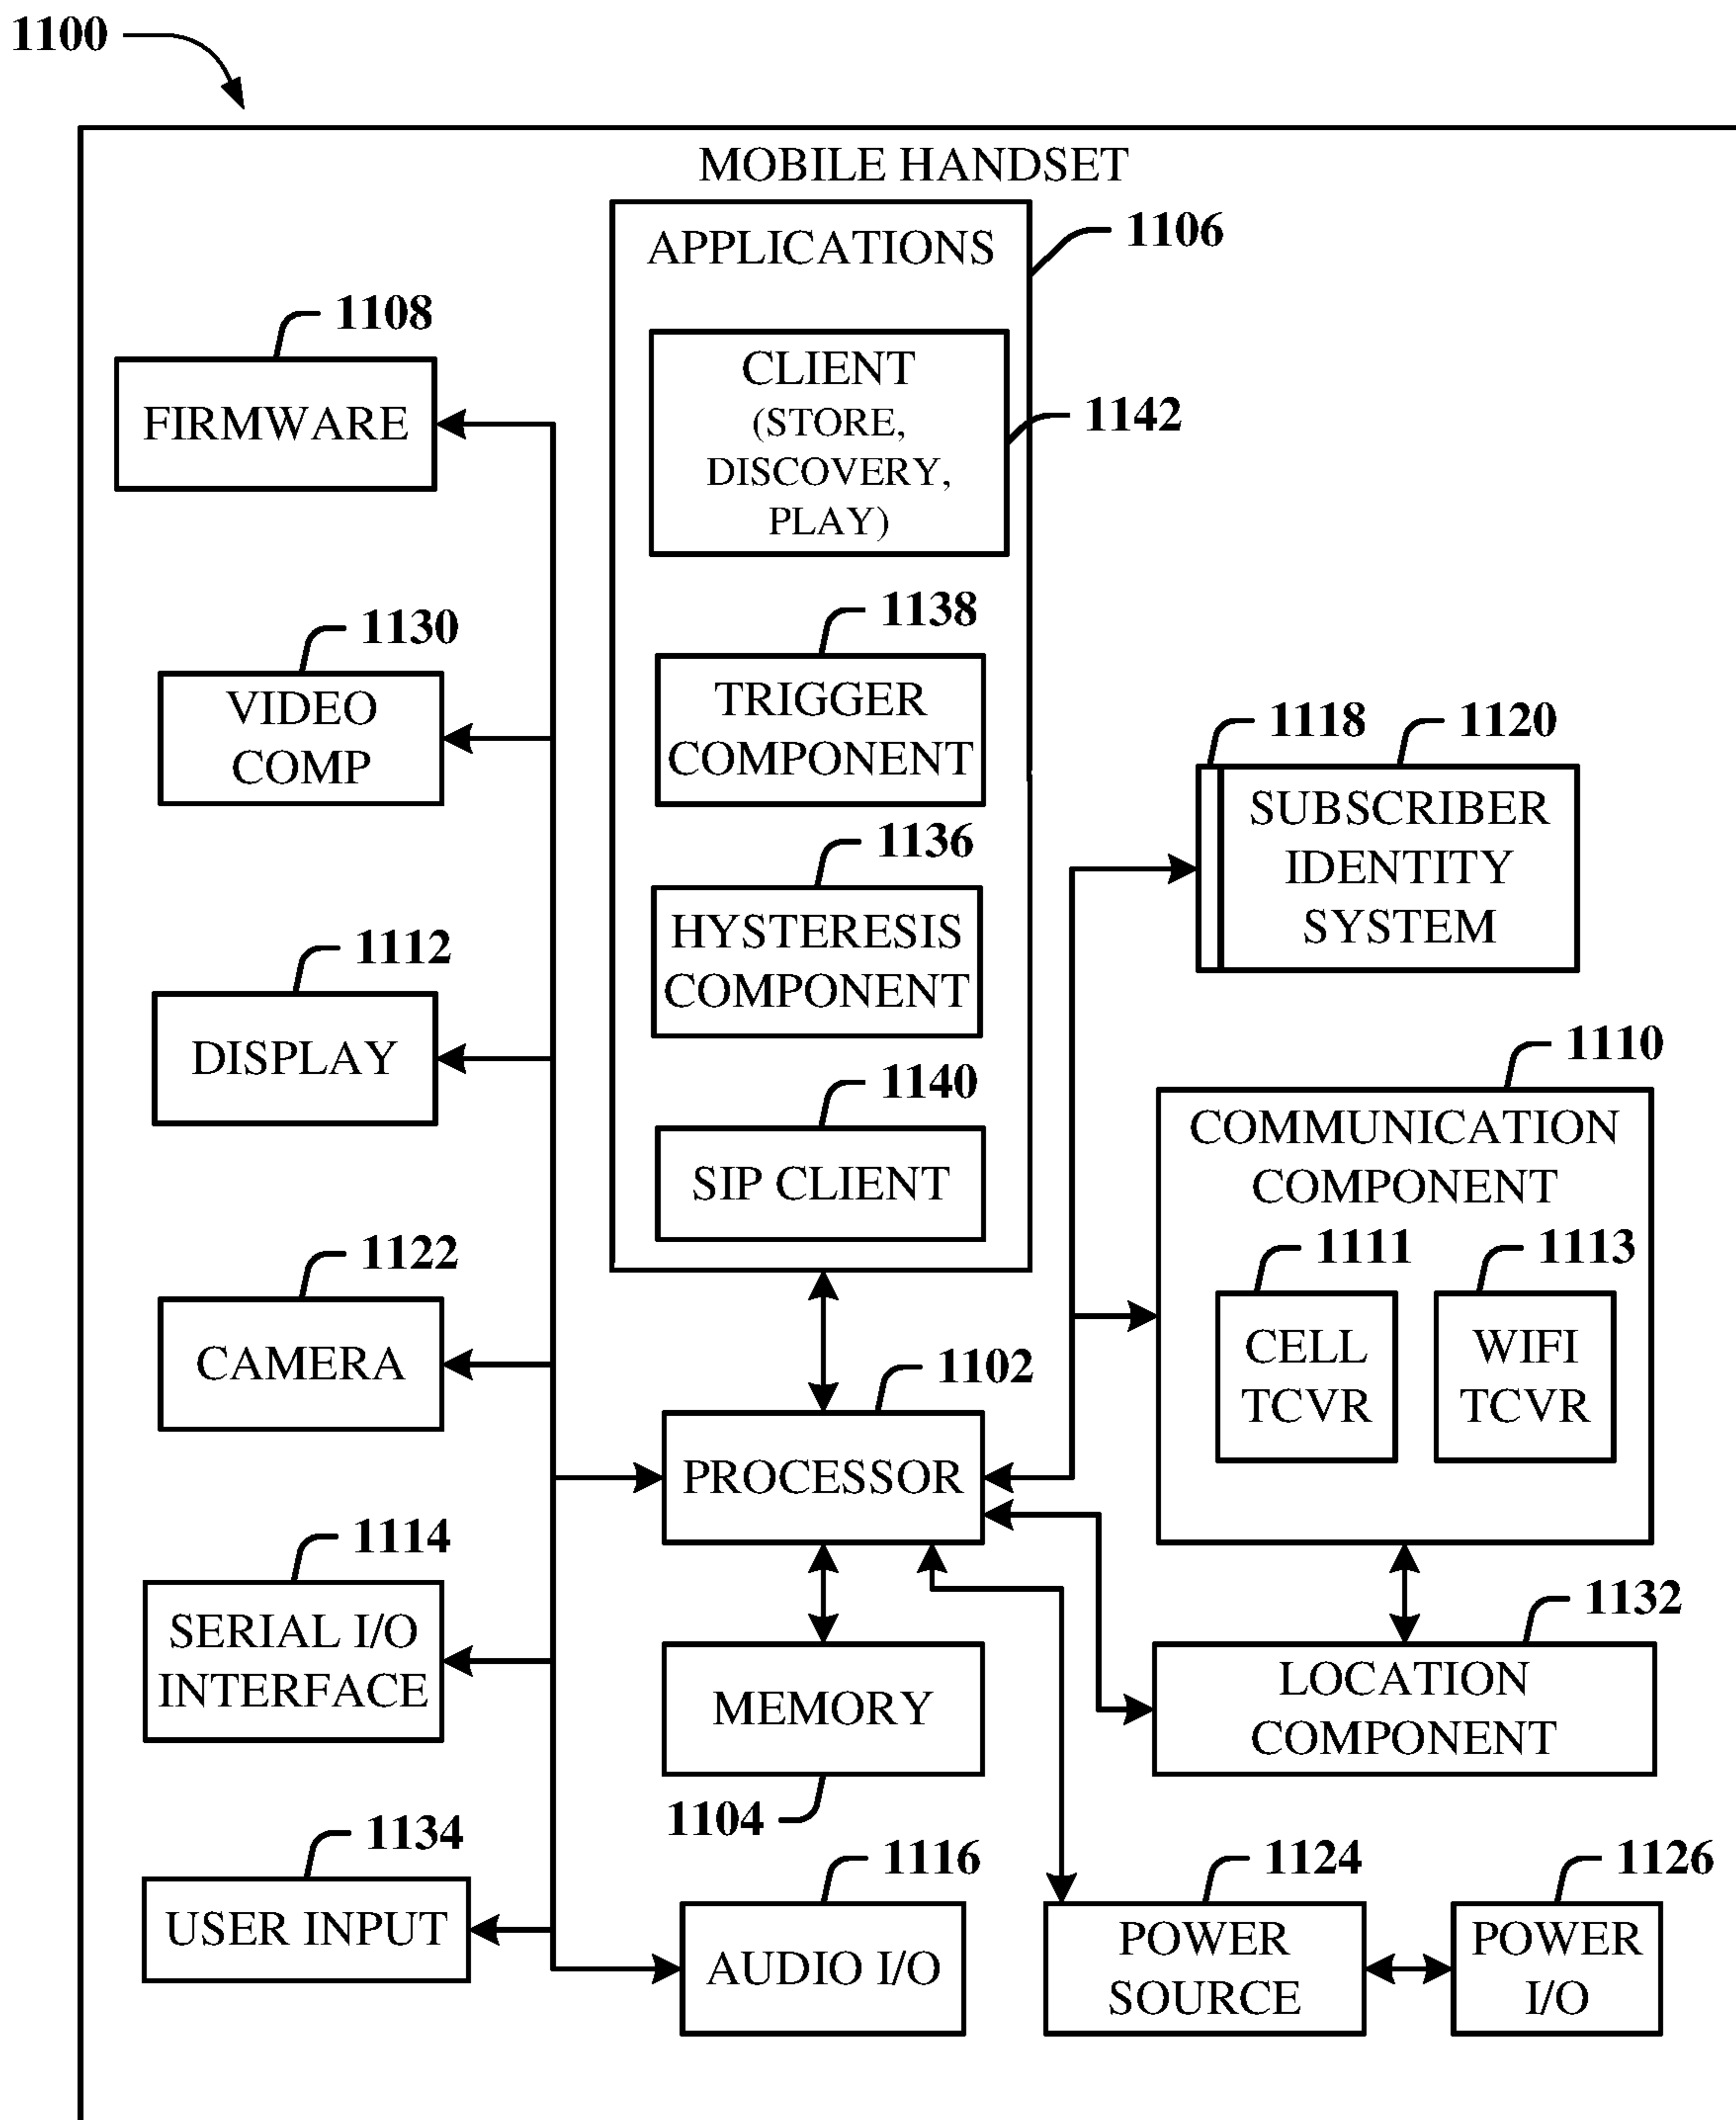 1100
MOBILE HANDSET
APPLICATIONS
1106
CLIENT
(STORE,
DISCOVERY,
PLAY)
1142
1138
TRIGGER
COMPONENT
1136
HYSTERESIS
COMPONENT
1140
SIP CLIENT
1108
FIRMWARE
1130
VIDEO
COMP
1112
DISPLAY
1122
CAMERA
1114
SERIAL I/O
INTERFACE
1134
USER INPUT
1102
PROCESSOR
MEMORY
1104
1116
AUDIO I/O
1118
1120
SUBSCRIBER
IDENTITY
SYSTEM
1110
COMMUNICATION
COMPONENT
1111
CELL
TCVR
1113
WIFI
TCVR
1132
LOCATION
COMPONENT
1124
POWER
SOURCE
1126
POWER
I/O